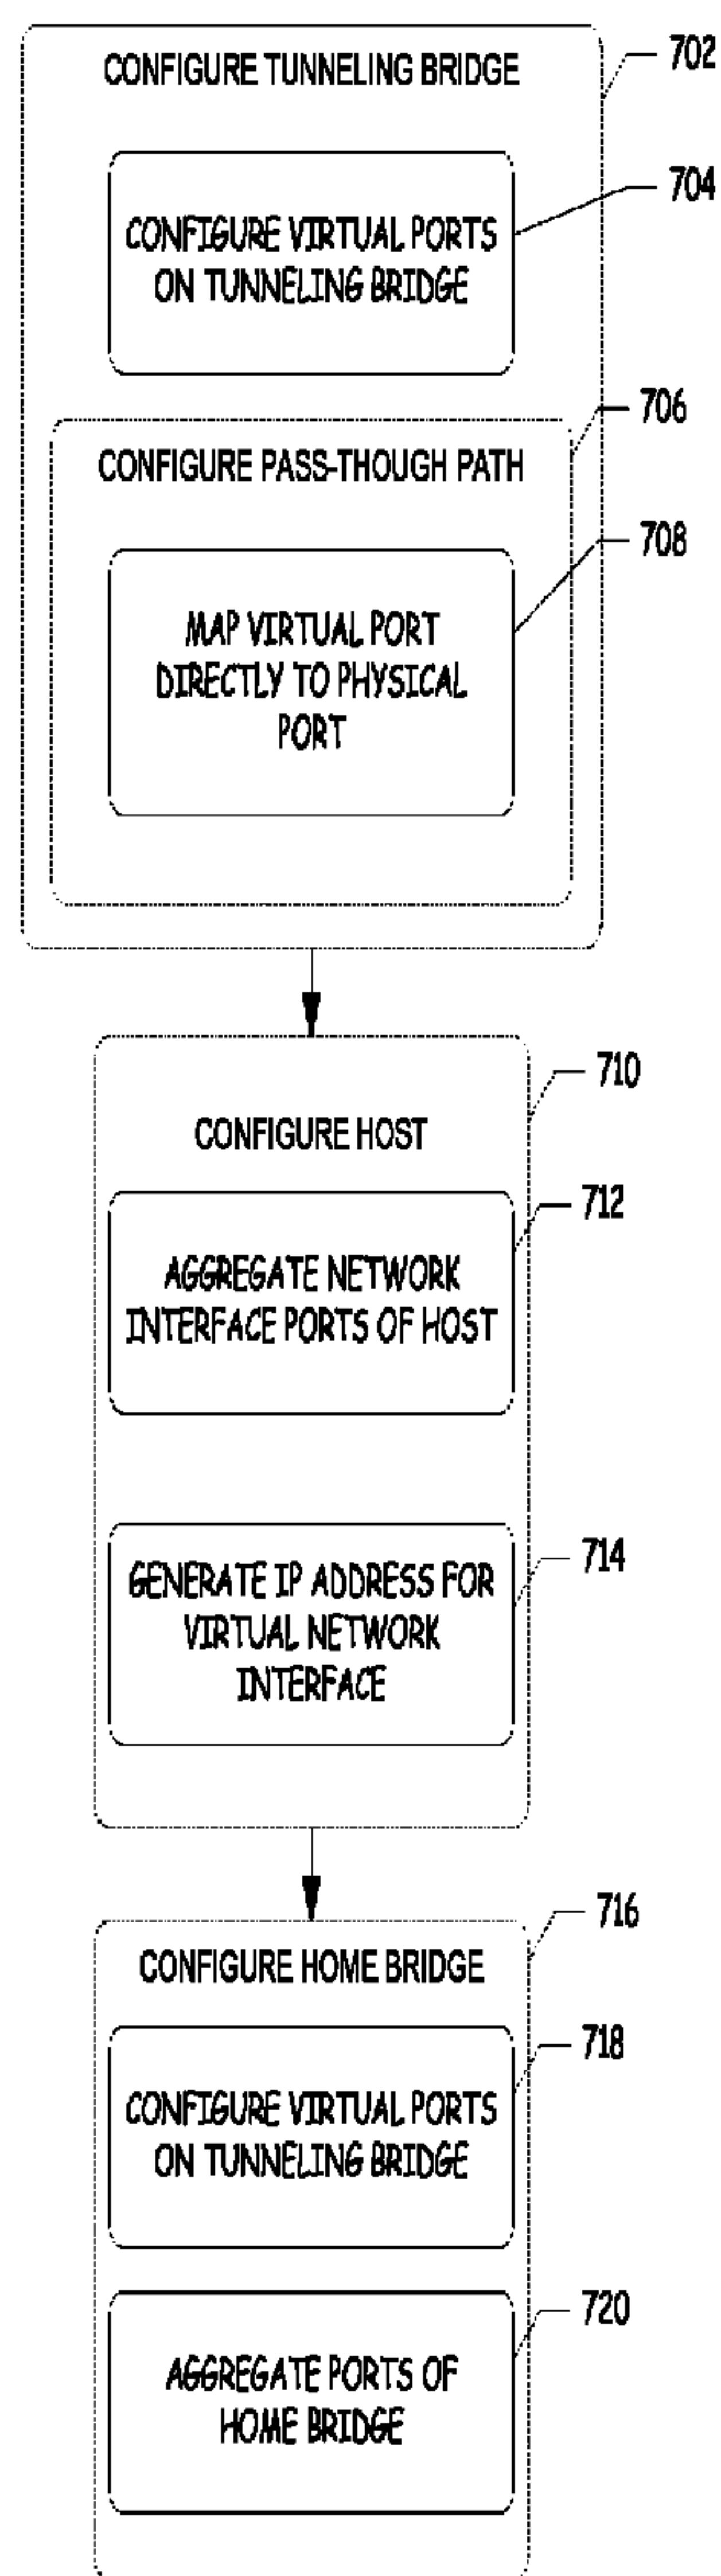 CONFIGURE TUNNELING BRIDGE
702
704
CONFIGURE VIRTUAL PORTS
ON TUNNELING BRIDGE
706
CONFIGURE PASS-THOUGH PATH
708
MAP VIRTUAL PORT
DIRECTLY TO PHYSICAL
PORT
710
CONFIGURE HOST
712
AGGREGATE NETWORK
INTERFACE PORTS OF HOST
714
GENERATE IP ADDRESS FOR
VIRTUAL NETWORK
INTERFACE
716
CONFIGURE HOME BRIDGE
718
CONFIGURE VIRTUAL PORTS
ON TUNNELING BRIDGE
720
AGGREGATE PORTS OF
HOME BRIDGE